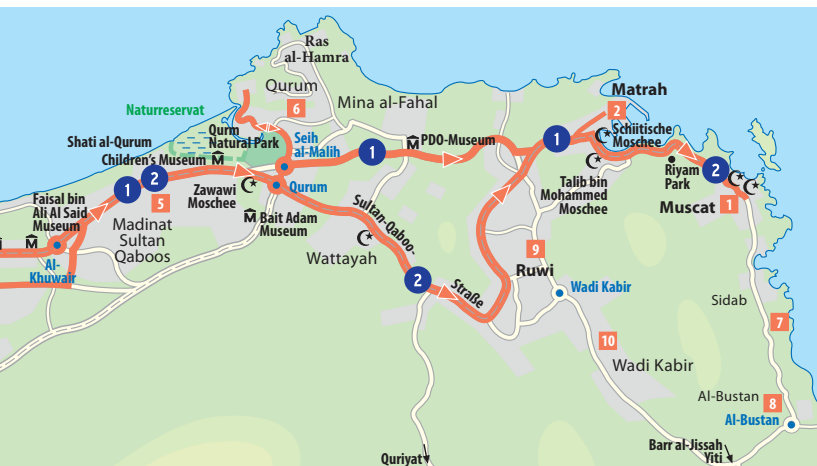 Ras
al-Hamra
Qurum
6
Mina al-Fahal
Matrah
2
Naturreservat
Qurm
Natural Park
Seih
al-Malih
PDO-Museum
1
1
Schiitische
Moschee
Shati al-Qurum
Children's Museum
1
2
5
Zawawi
Moschee
Qurum
Riyam
Park
2
Talib bin
Mohammed
Moschee
Muscat
1
Faisal bin
Ali Al Said
Museum
Madinat
Sultan
Qaboos
Bait Adam
Museum
Sultan-Qaboo-
Straße
Wattayah
2
9
Ruwi
Al-
Khuwair
Wadi Kabir
Sidab
7
10
Wadi Kabir
Al-Bustan
8
Al-Bustan
Quriyat
Barr al-Jissah
Yiti